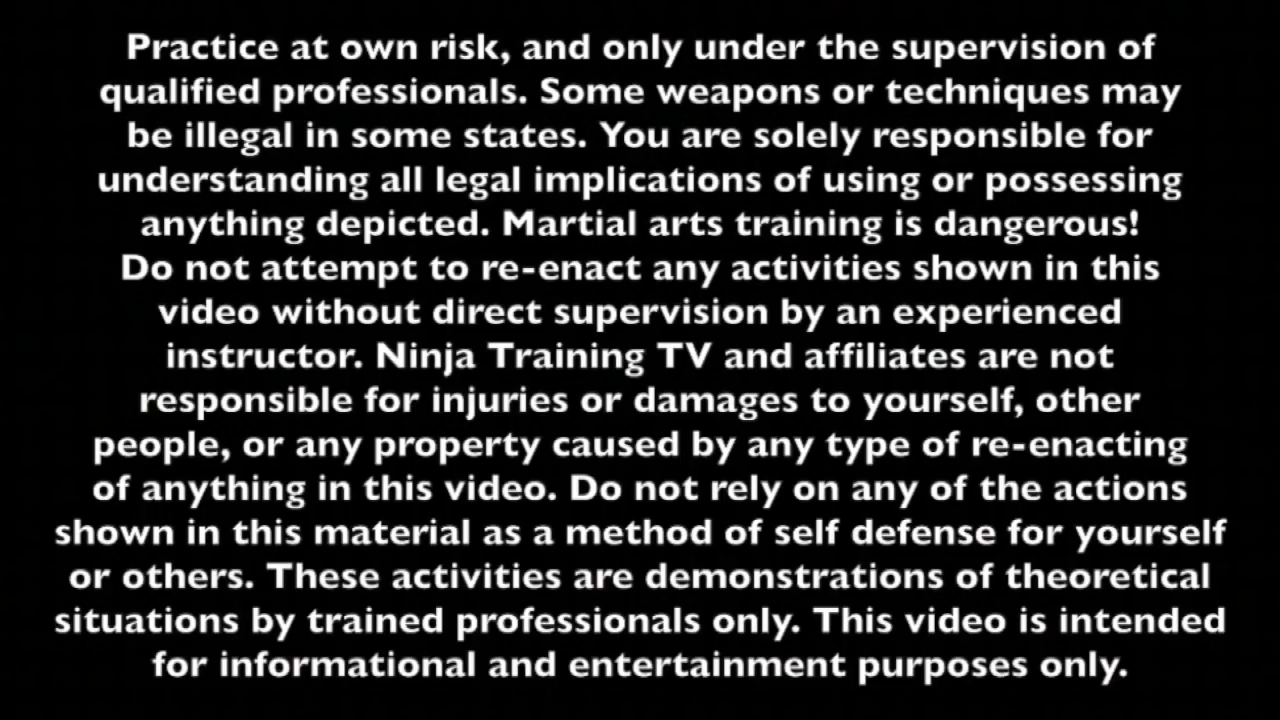 Practice at own risk, and only under the supervision of
qualified professionals. Some weapons or techniques may
be illegal in some states. You are solely responsible for
understanding all legal implications of using or possessing
anything depicted. Martial arts training is dangerous!
Do not attempt to re-enact any activities shown in this
video without direct supervision by an experienced
instructor. Ninja Training TV and affiliates are not
responsible for injuries or damages to yourself, other
people, or any property caused by any type of re-enacting
of anything in this video. Do not rely on any of the actions
shown in this material as a method of self defense for yourself
or others. These activities are demonstrations of theoretical
situations by trained professionals only. This video is intended
for informational and entertainment purposes only.